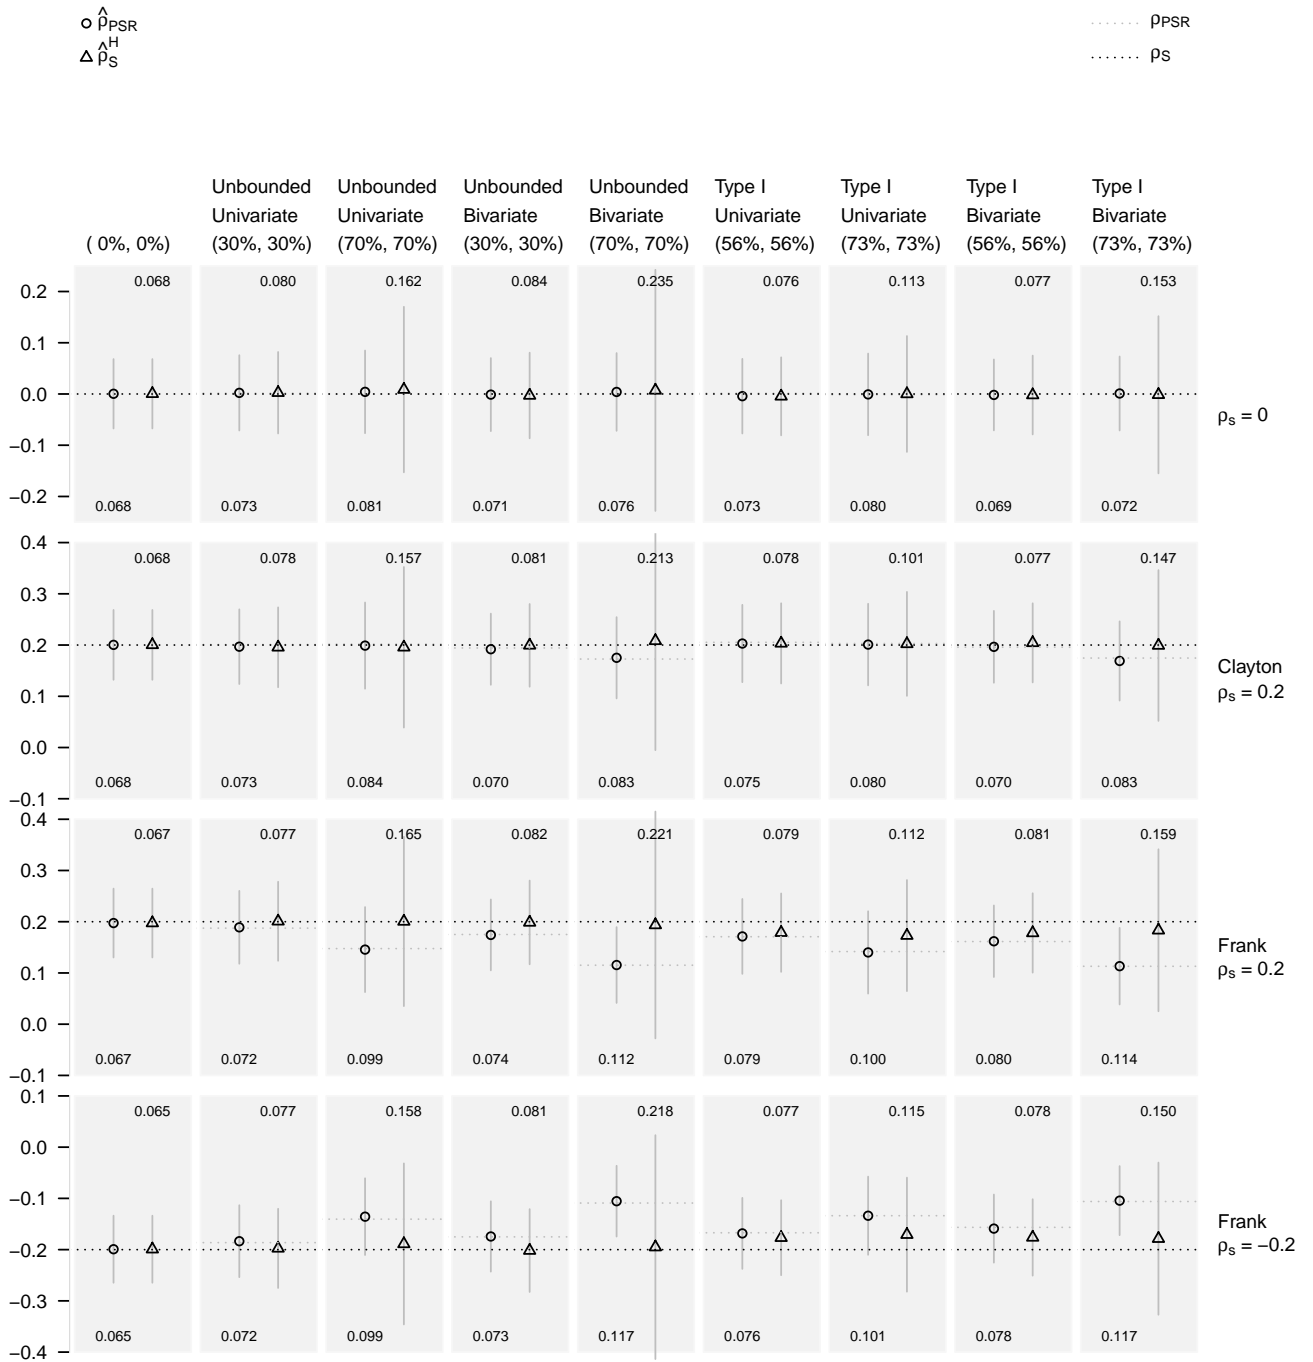 ρ̂PSR
ρPSR
ρ̂S^H
ρS
Unbounded Unbounded Unbounded Unbounded Type I Type I Type I Type I
Univariate Univariate Bivariate Bivariate Univariate Univariate Bivariate Bivariate
( 0%, 0%) (30%, 30%) (70%, 70%) (30%, 30%) (70%, 70%) (56%, 56%) (73%, 73%) (56%, 56%) (73%, 73%)
0.068 0.080 0.162 0.084 0.235 0.076 0.113 0.077 0.153
0.2
0.1
0.0
ρs = 0
−0.1
−0.2
0.068 0.073 0.081 0.071 0.076 0.073 0.080 0.069 0.072
0.4
0.068 0.078 0.157 0.081 0.213 0.078 0.101 0.077 0.147
0.3
0.2
Clayton
ρs = 0.2
0.1
0.0
0.068 0.073 0.084 0.070 0.083 0.075 0.080 0.070 0.083
−0.1
0.4
0.067 0.077 0.165 0.082 0.221 0.079 0.112 0.081 0.159
0.3
0.2
Frank
ρs = 0.2
0.1
0.0
0.067 0.072 0.099 0.074 0.112 0.079 0.100 0.080 0.114
−0.1
0.1
0.065 0.077 0.158 0.081 0.218 0.077 0.115 0.078 0.150
0.0
−0.1
Frank
ρs = −0.2
−0.2
−0.3
0.065 0.072 0.099 0.073 0.117 0.076 0.101 0.078 0.117
−0.4